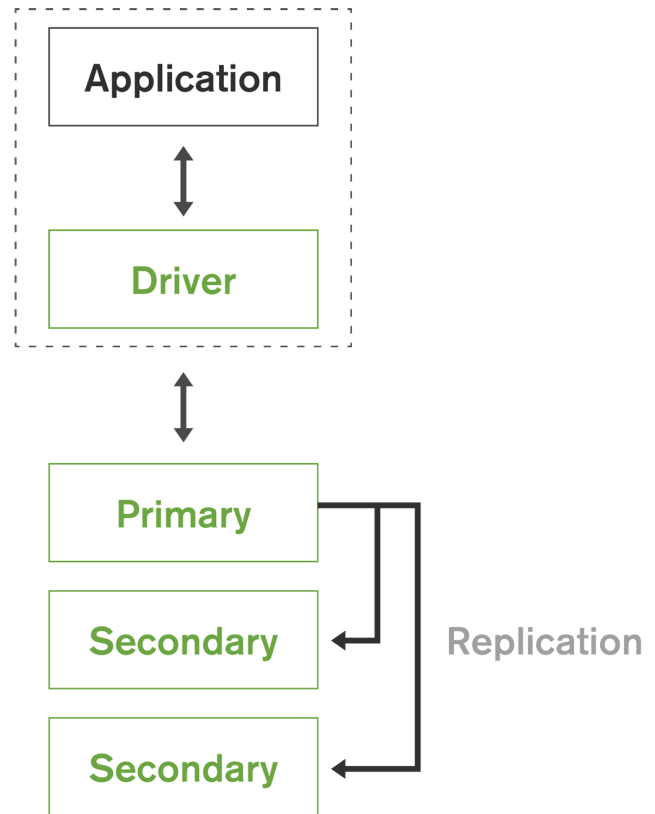 Application
Driver
Primary
Secondary
Replication
Secondary